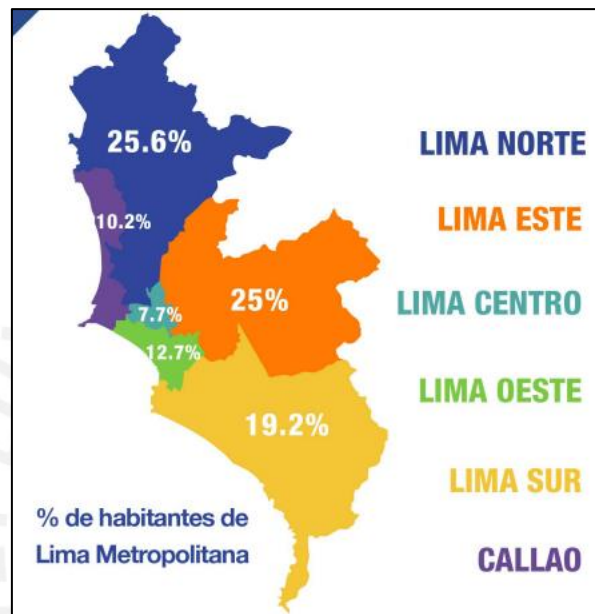 25.6%
LIMA NORTE
10.2%
LIMA ESTE
25%
7.7%
LIMA CENTRO
12.7%
LIMA OESTE
19.2%
LIMA SUR
% de habitantes de
Lima Metropolitana
CALLAO